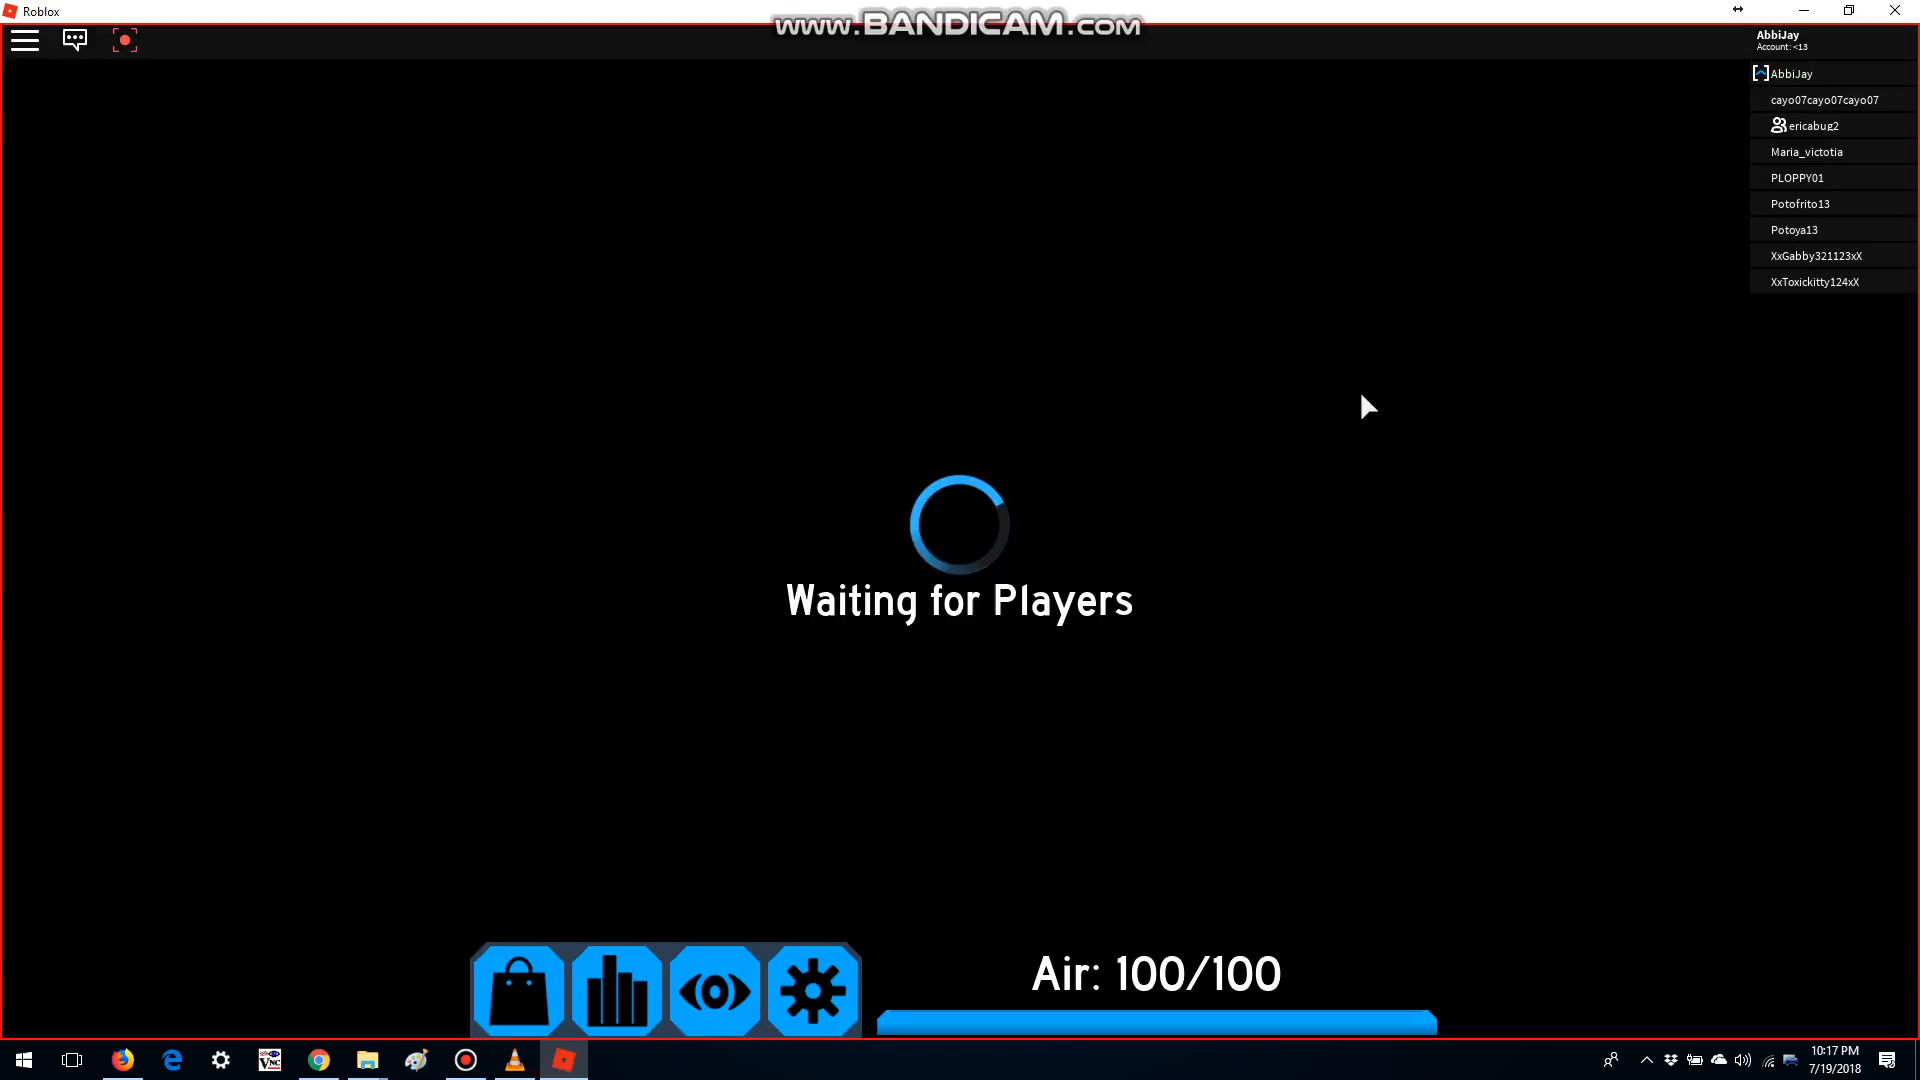 Roblox
www.BANDICAM.com
AbbiJay
Account: <13
AbbiJay
cayo07cayo07cayo07
ericabug2
Maria_victotia
PLOPPY01
Potofrito13
Potoya13
XxGabby321123xX
XxToxickitty124xX
Waiting for Players
Air: 100/100
VNC
10:17 PM
7/19/2018